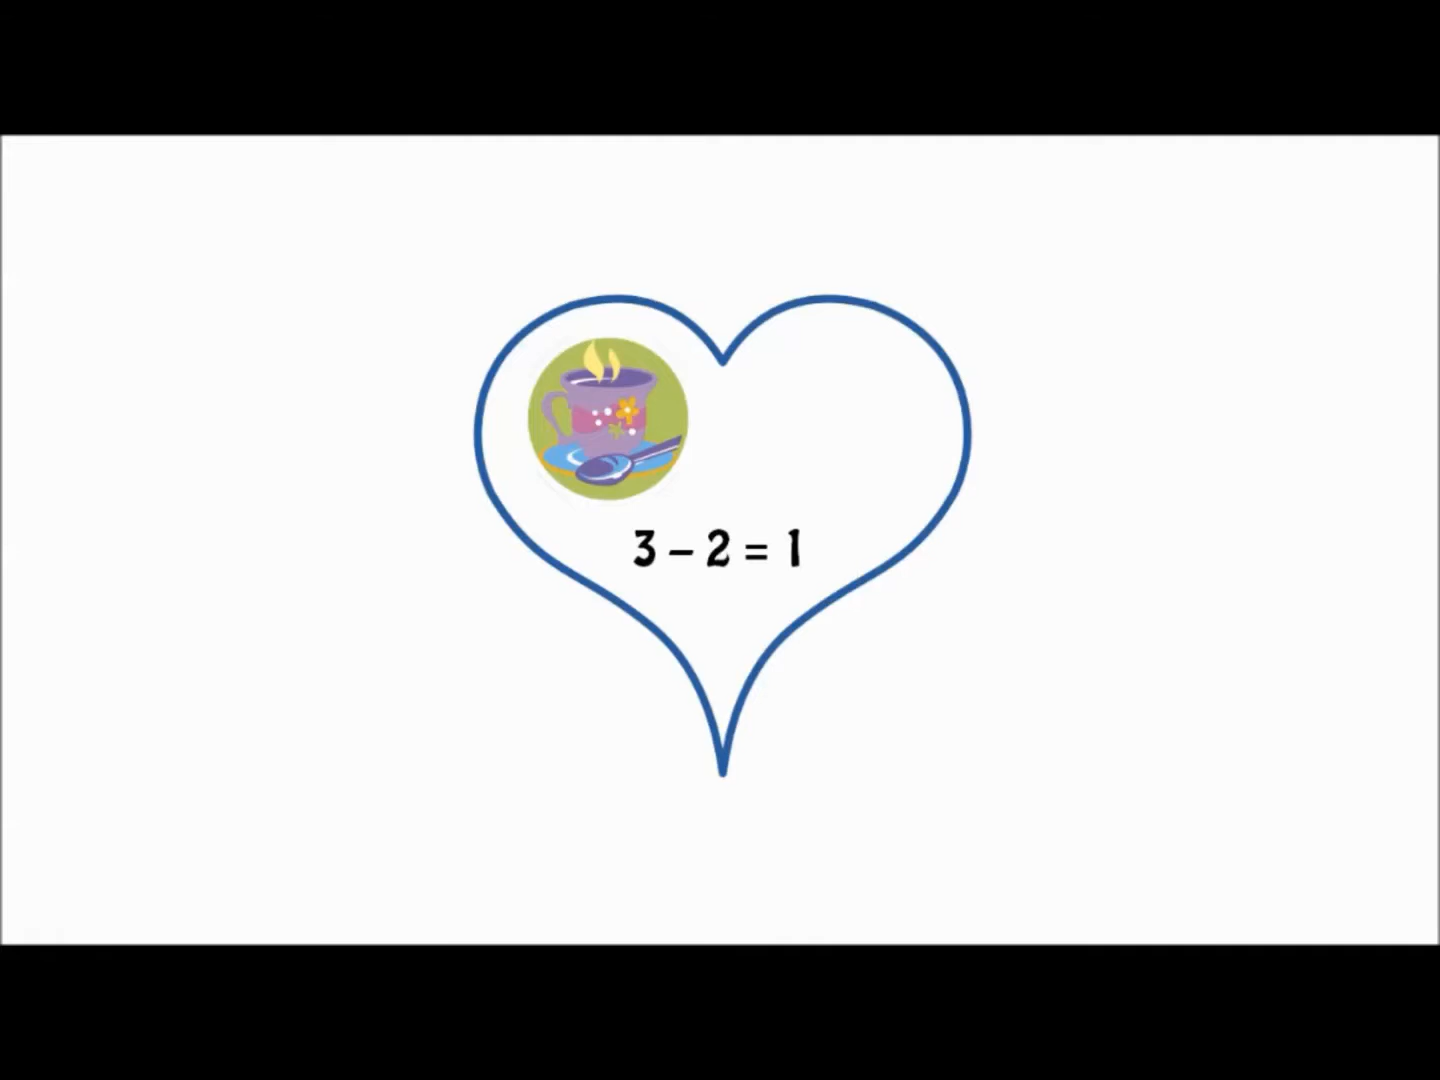 3 – 2 = 1